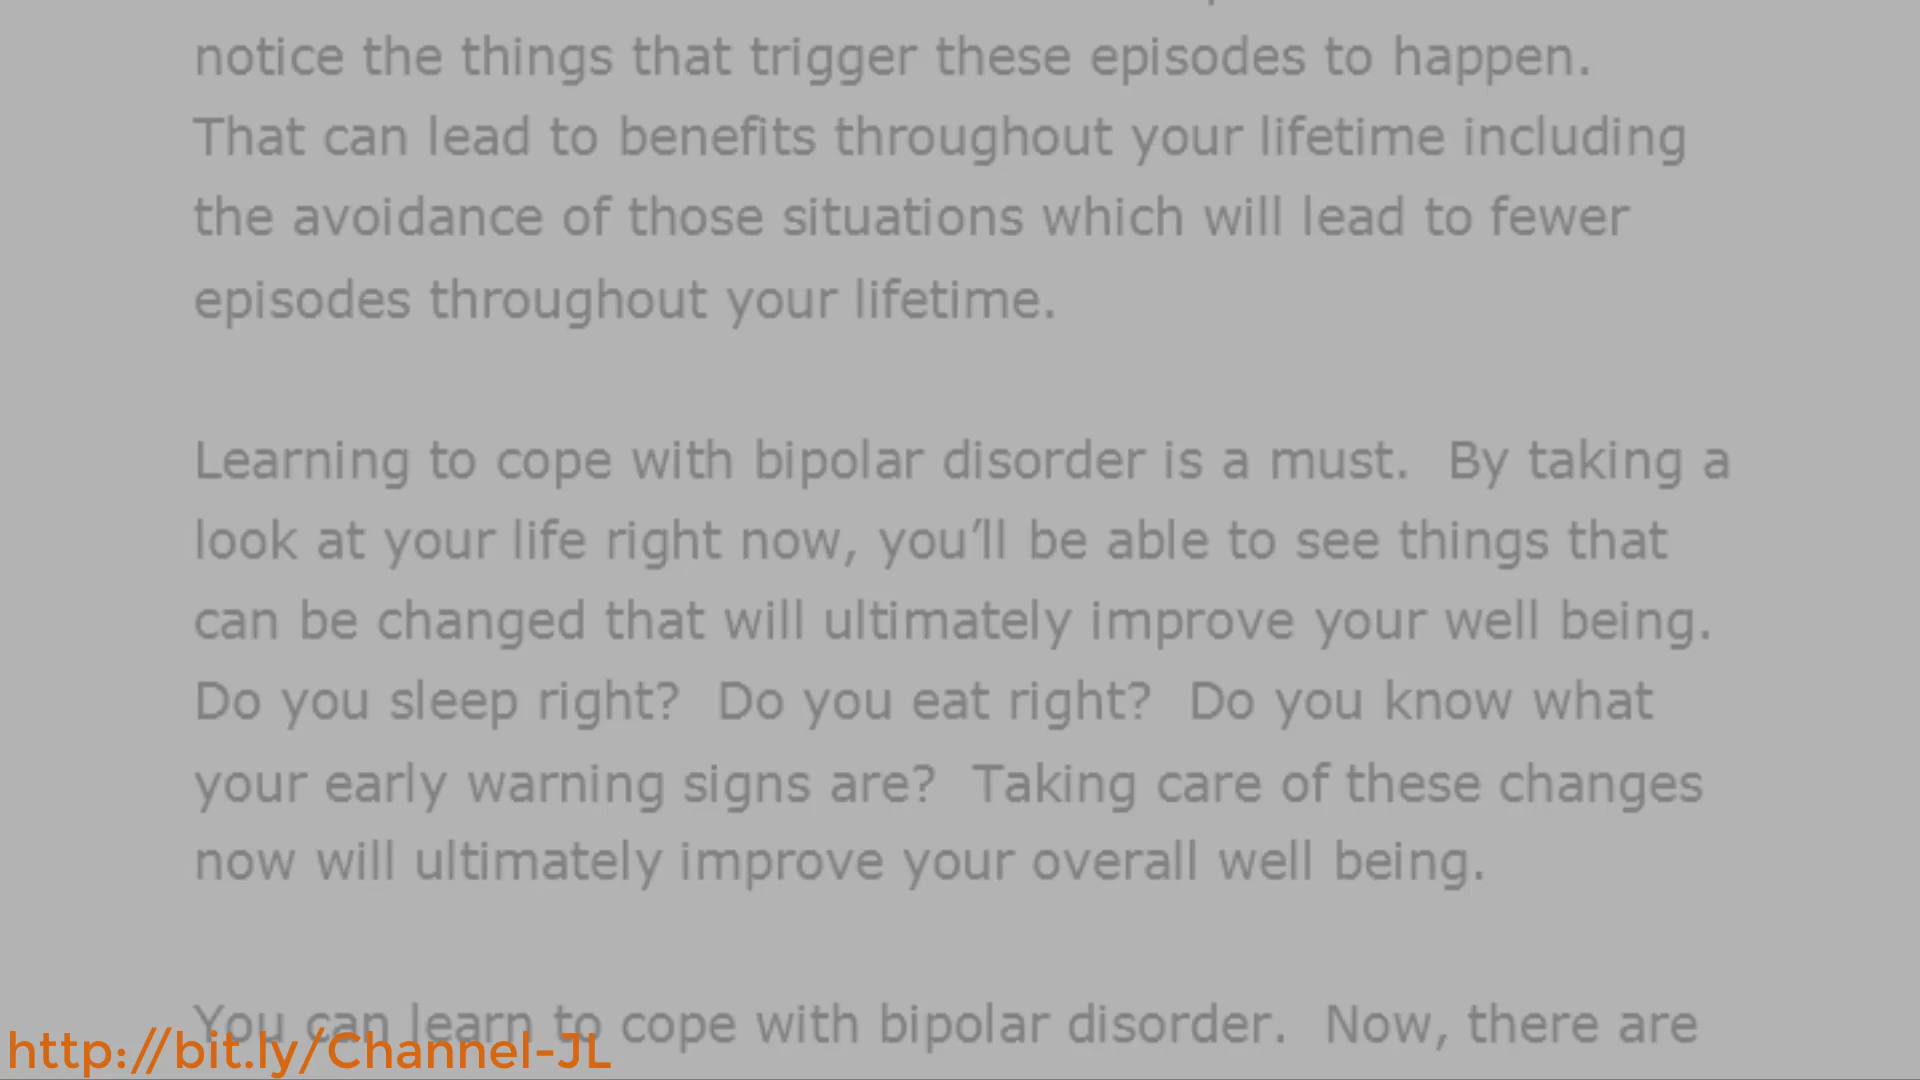 notice the things that trigger these episodes to happen.
That can lead to benefits throughout your lifetime including
the avoidance of those situations which will lead to fewer
episodes throughout your lifetime.
Learning to cope with bipolar disorder is a must.  By taking a
look at your life right now, you’ll be able to see things that
can be changed that will ultimately improve your well being.
Do you sleep right?  Do you eat right?  Do you know what
your early warning signs are?  Taking care of these changes
now will ultimately improve your overall well being.
You can learn to cope with bipolar disorder.  Now, there are
http://bit.ly/Channel-JL